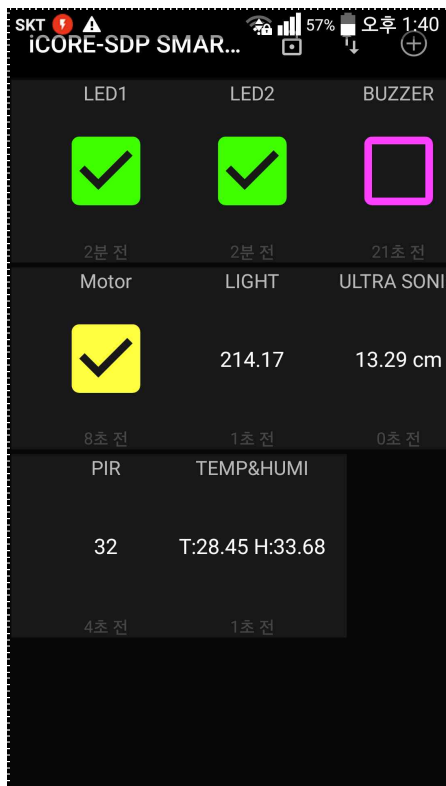 SKT 57% 오후 1:40
iCORE-SDP SMAR...
LED1 LED2 BUZZER
2분 전 2분 전 21초 전
Motor LIGHT ULTRA SONI
214.17 13.29 cm
8초 전 1초 전 0초 전
PIR TEMP&HUMI
32 T:28.45 H:33.68
4초 전 1초 전